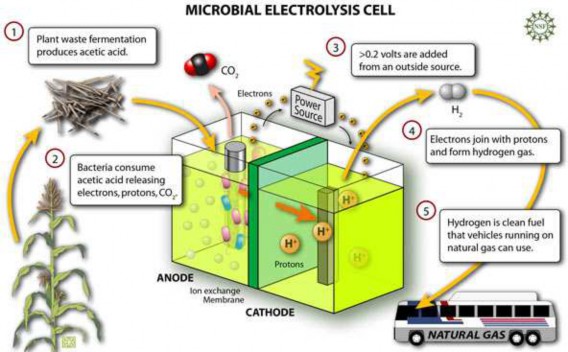 MICROBIAL ELECTROLYSIS CELL
NSF
1
Plant waste fermentation
produces acetic acid.
CO2
Electrons
Power
Source
3
>0.2 volts are added
from an outside source.
H2
4
Electrons join with protons
and form hydrogen gas.
2
Bacteria consume
acetic acid releasing
electrons, protons, CO2.
5
Hydrogen is clean fuel
that vehicles running on
natural gas can use.
H+
H+
H+
H+
Protons
ANODE
Ion exchange
Membrane
CATHODE
NATURAL GAS